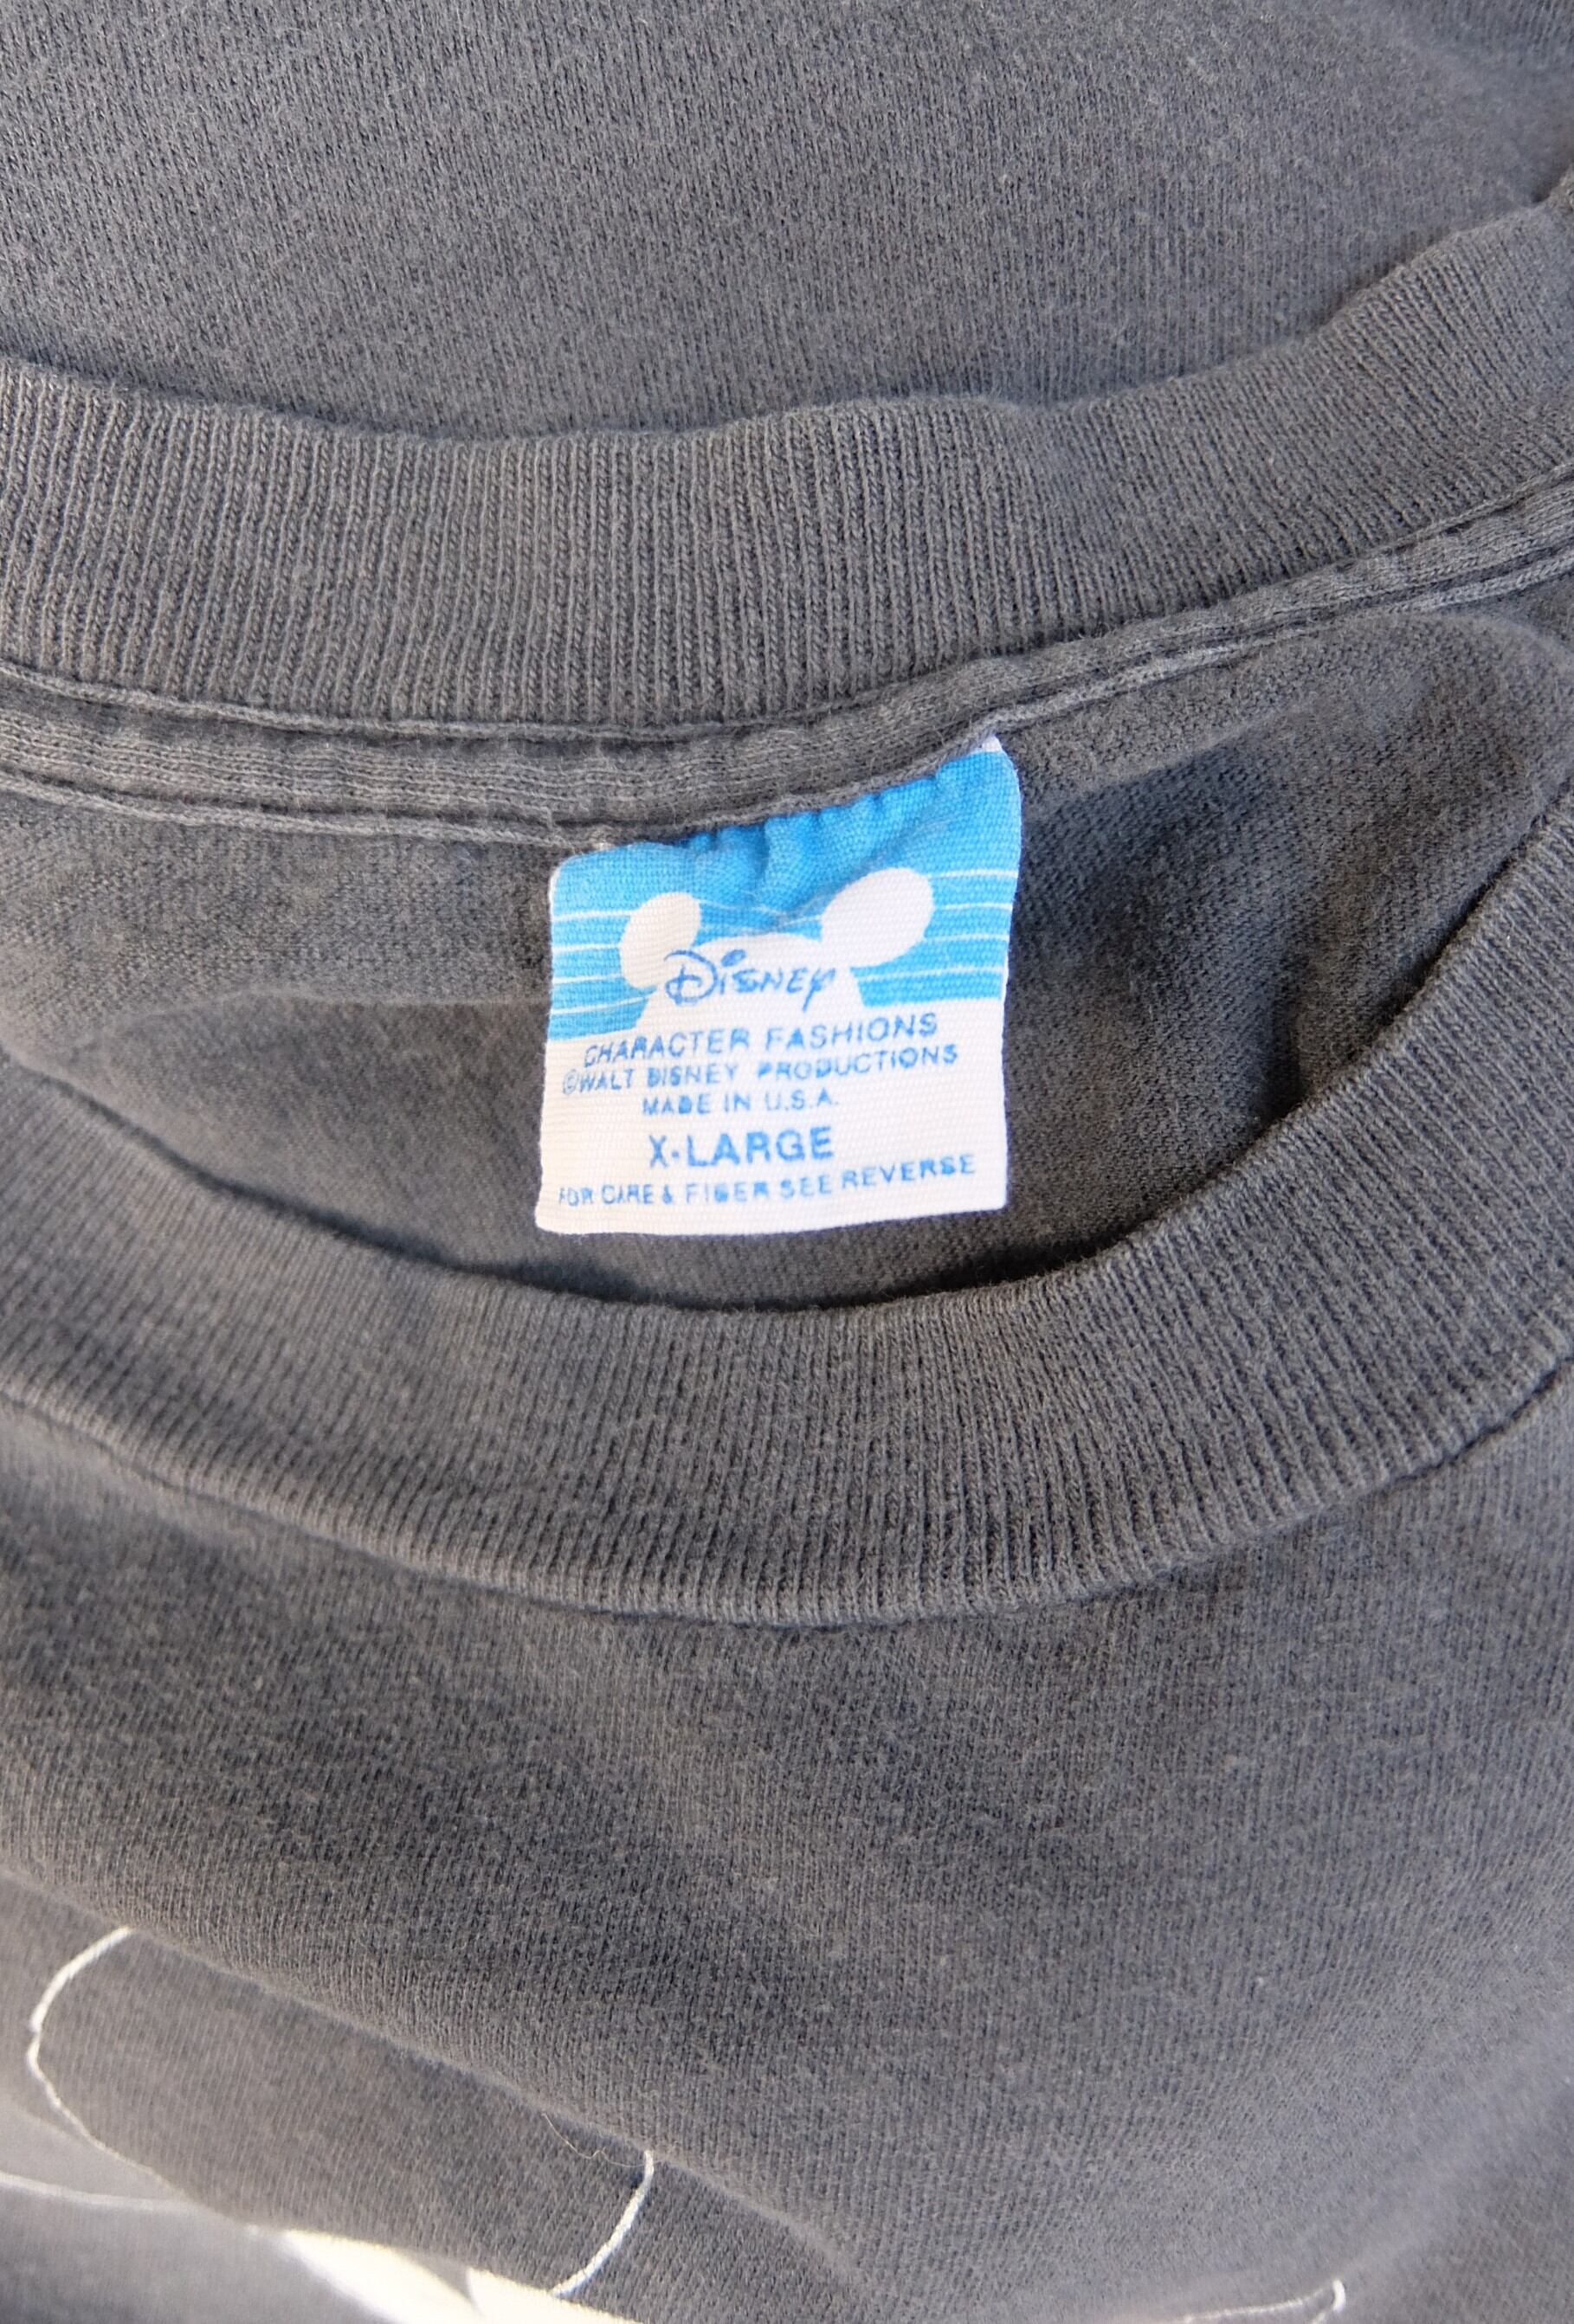 Disney
CHARACTER FASHIONS
©WALT DISNEY PRODUCTIONS
MADE IN U.S.A.
X-LARGE
FOR CARE & FIBER SEE REVERSE